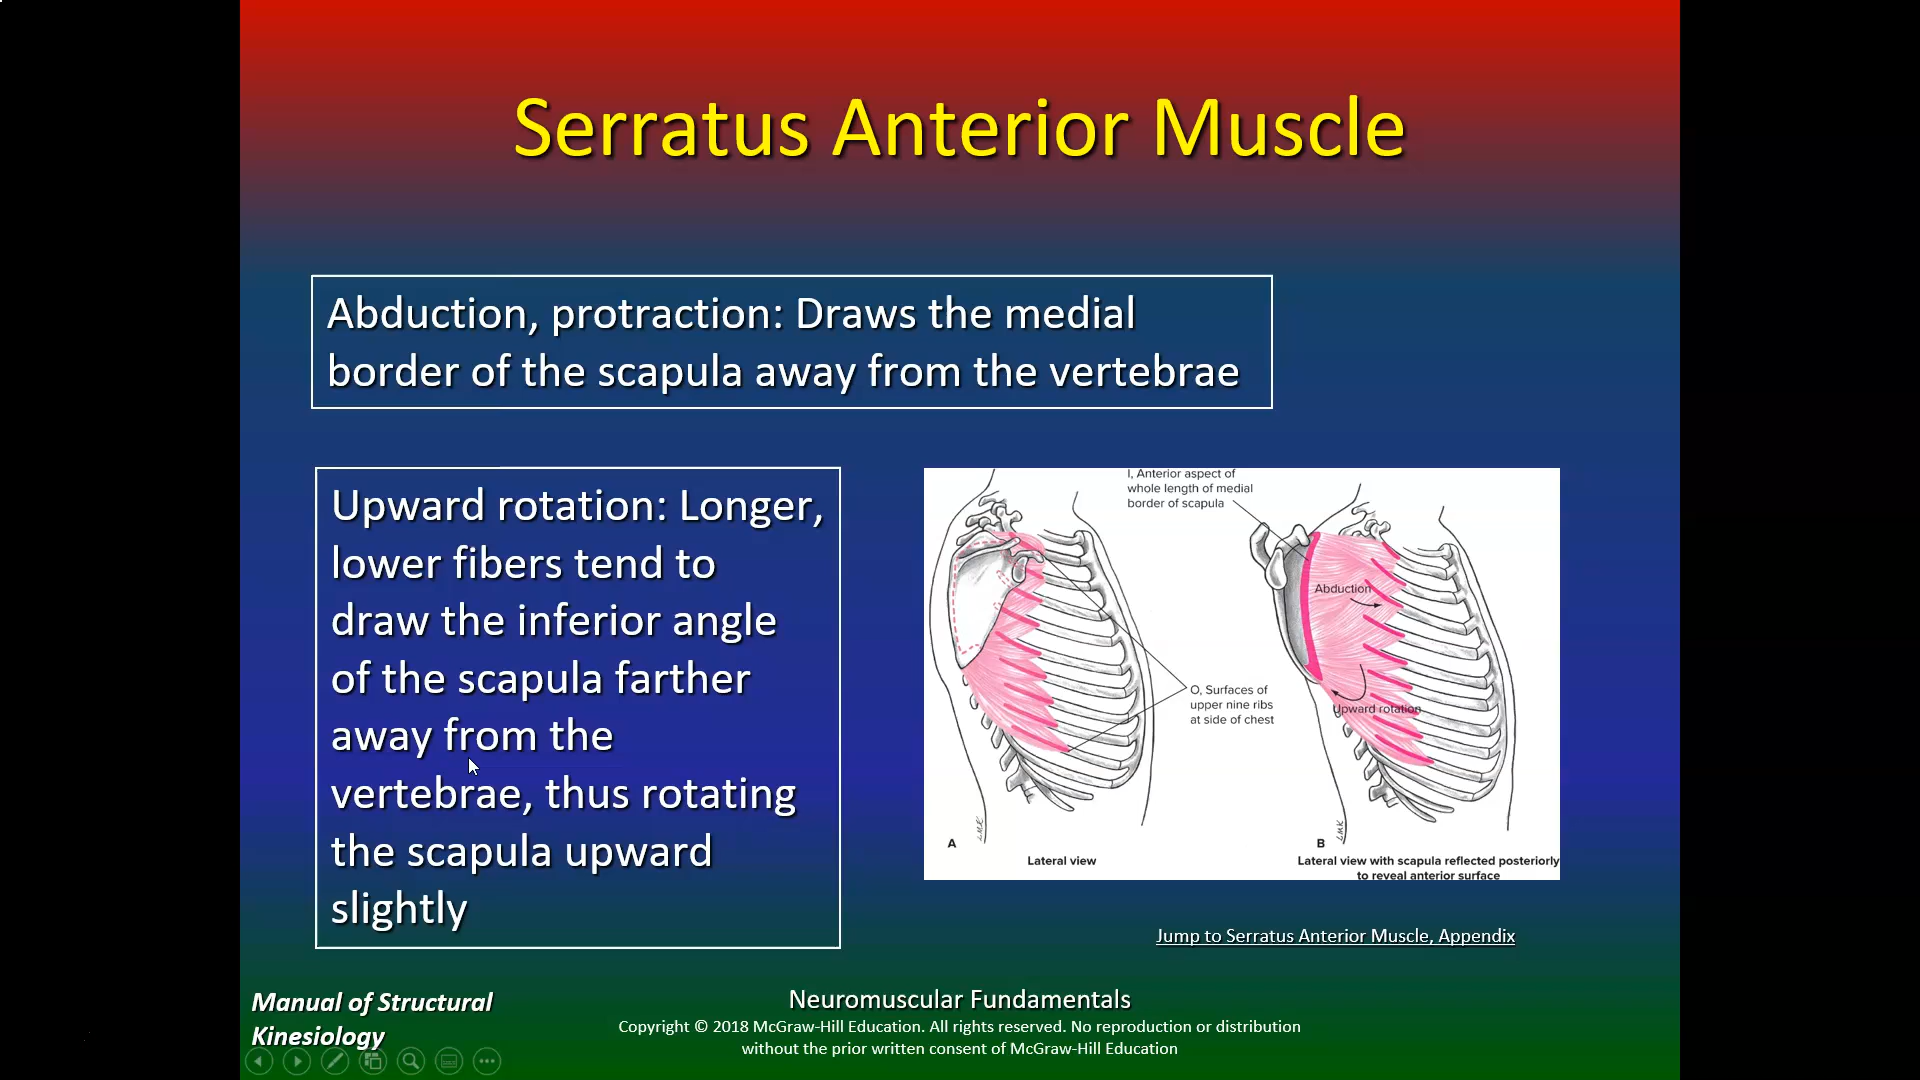 Serratus Anterior Muscle
Abduction, protraction: Draws the medial
border of the scapula away from the vertebrae
Upward rotation: Longer,
lower fibers tend to
draw the inferior angle
of the scapula farther
away from the
vertebrae, thus rotating
the scapula upward
slightly
I, Anterior aspect of
whole length of medial
border of scapula
Abduction
O, Surfaces of
upper nine ribs
at side of chest
Upward rotation
LMK
LMK
A
Lateral view
B
Lateral view with scapula reflected posteriorly
to reveal anterior surface
Jump to Serratus Anterior Muscle, Appendix
Manual of Structural
Kinesiology
Neuromuscular Fundamentals
Copyright © 2018 McGraw-Hill Education. All rights reserved. No reproduction or distribution
without the prior written consent of McGraw-Hill Education